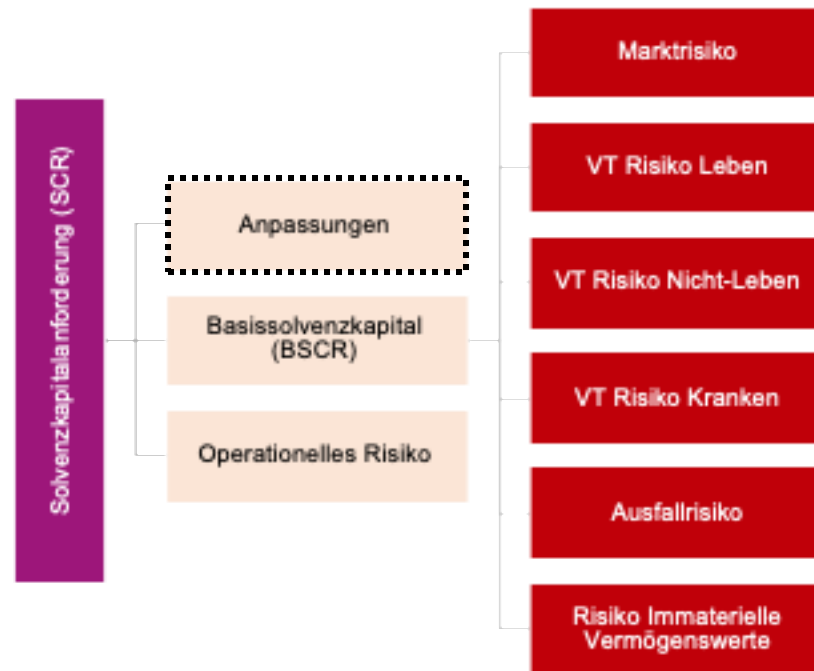 Solvenzkapitalanforderung (SCR)
Anpassungen
Basissolvenzkapital
(BSCR)
Operationelles Risiko
Marktrisiko
VT Risiko Leben
VT Risiko Nicht-Leben
VT Risiko Kranken
Ausfallrisiko
Risiko Immaterielle
Vermögenswerte